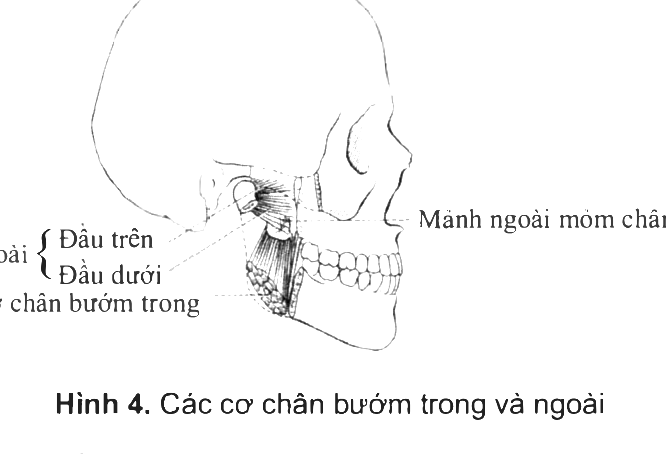 Mảnh ngoài mỏm chân
Đầu trên
oài {
Đầu dưới
cơ chân bướm trong
Hình 4. Các cơ chân bướm trong và ngoài